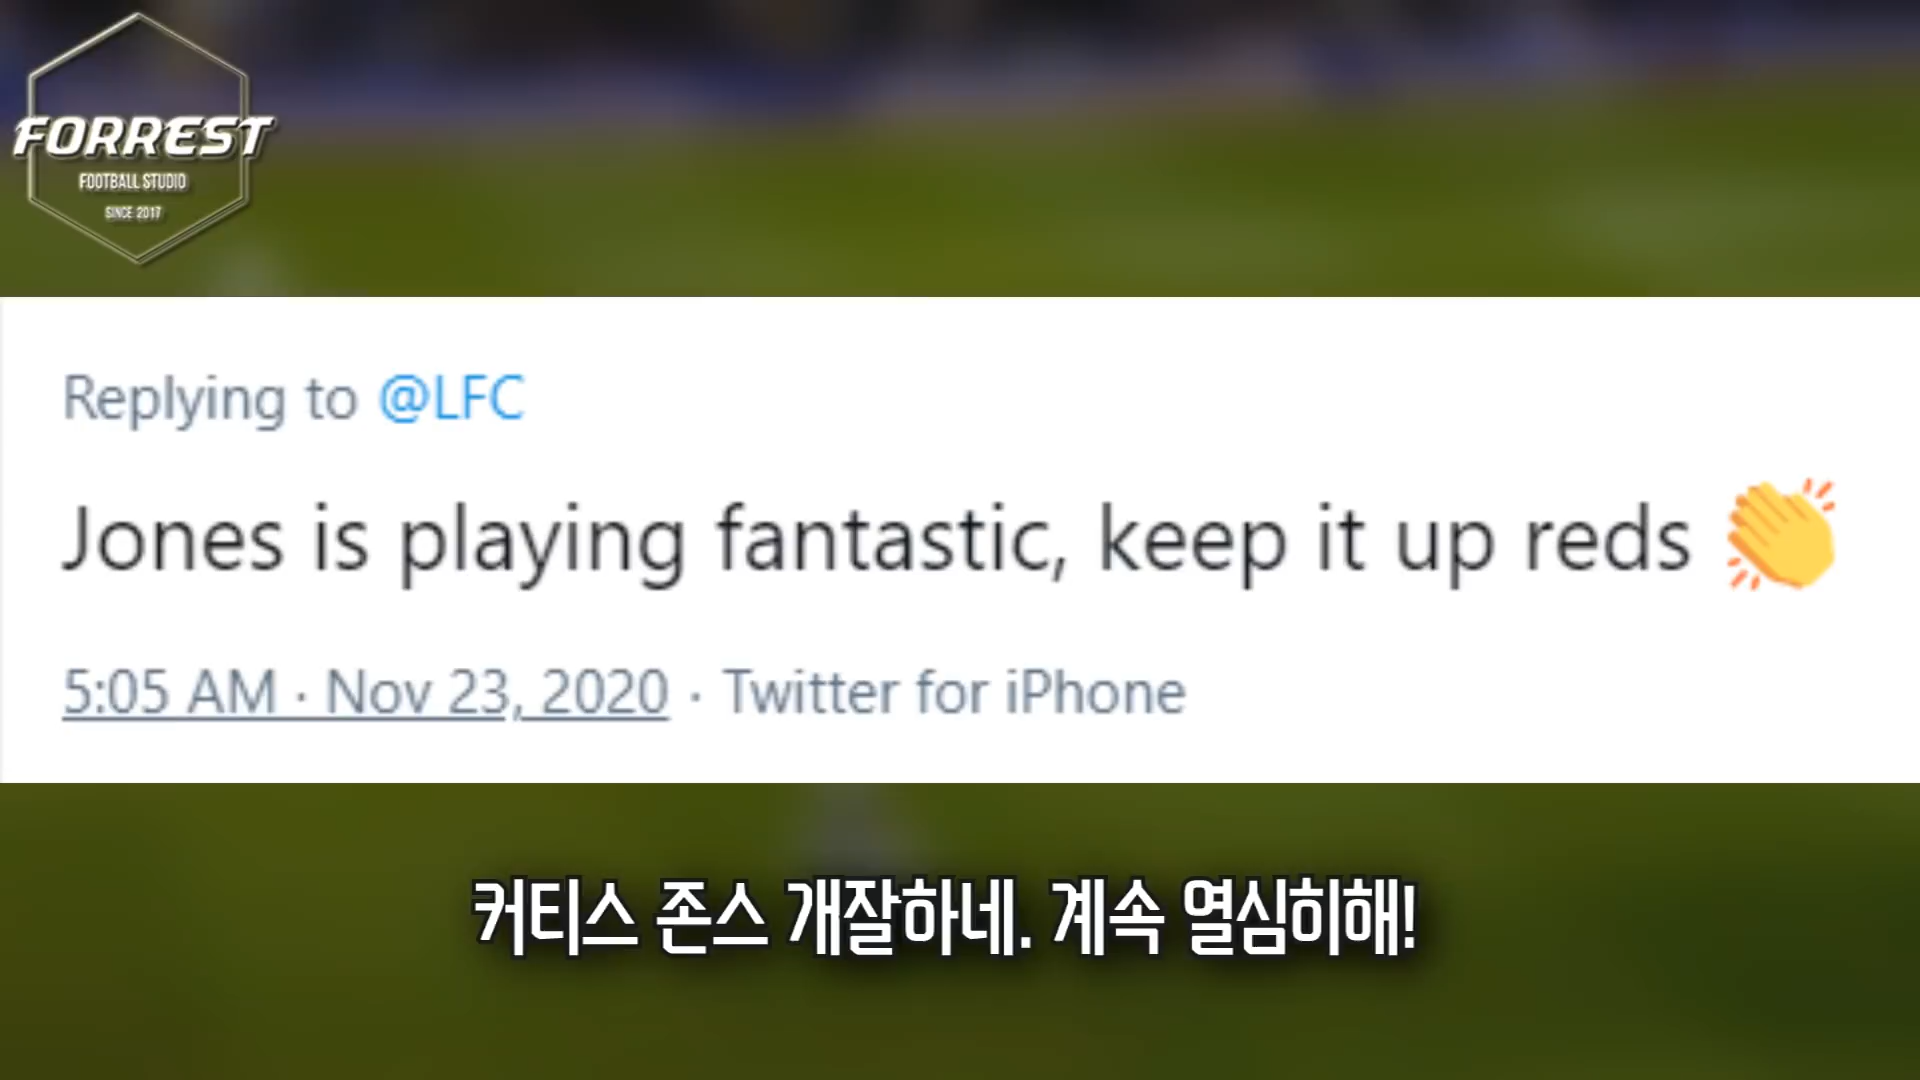 FORREST
FOOTBALL STUDIO
SINCE 2017
Replying to @LFC
Jones is playing fantastic, keep it up reds 👏
5:05 AM · Nov 23, 2020 · Twitter for iPhone
커티스 존스 개잘하네. 계속 열심히해!